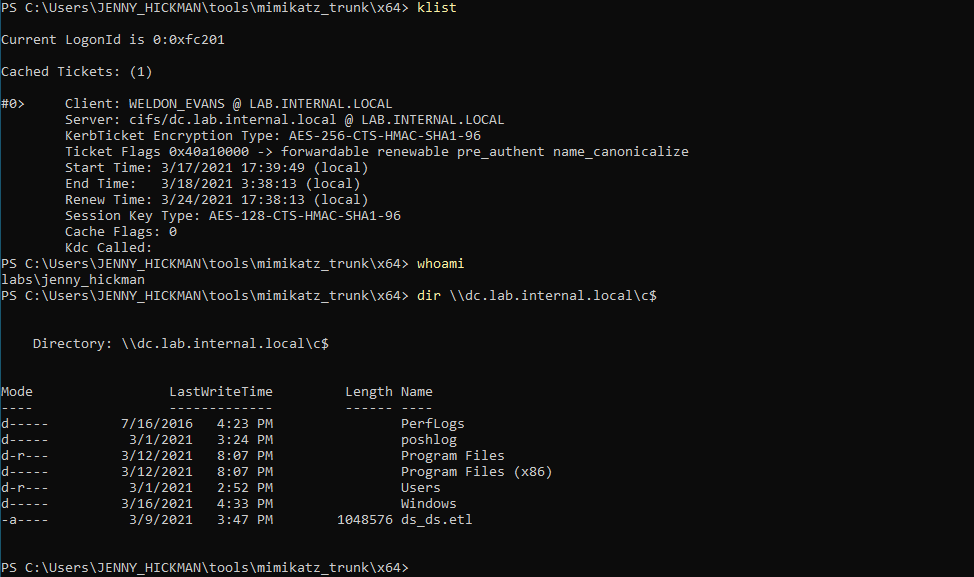 PS C:\Users\JENNY_HICKMAN\tools\mimikatz_trunk\x64> klist
Current LogonId is 0:0xfc201
Cached Tickets: (1)
#0>     Client: WELDON_EVANS @ LAB.INTERNAL.LOCAL
        Server: cifs/dc.lab.internal.local @ LAB.INTERNAL.LOCAL
        KerbTicket Encryption Type: AES-256-CTS-HMAC-SHA1-96
        Ticket Flags 0x40a10000 -> forwardable renewable pre_authent name_canonicalize
        Start Time: 3/17/2021 17:39:49 (local)
        End Time:   3/18/2021 3:38:13 (local)
        Renew Time: 3/24/2021 17:38:13 (local)
        Session Key Type: AES-128-CTS-HMAC-SHA1-96
        Cache Flags: 0
        Kdc Called:
PS C:\Users\JENNY_HICKMAN\tools\mimikatz_trunk\x64> whoami
labs\jenny_hickman
PS C:\Users\JENNY_HICKMAN\tools\mimikatz_trunk\x64> dir \\dc.lab.internal.local\c$
    Directory: \\dc.lab.internal.local\c$
Mode                 LastWriteTime         Length Name
----                 -------------         ------ ----
d-----         7/16/2016   4:23 PM                PerfLogs
d-----          3/1/2021   3:24 PM                poshlog
d-r---         3/12/2021   8:07 PM                Program Files
d-----         3/12/2021   8:07 PM                Program Files (x86)
d-r---          3/1/2021   2:52 PM                Users
d-----         3/16/2021   4:33 PM                Windows
-a----          3/9/2021   3:47 PM        1048576 ds_ds.etl
PS C:\Users\JENNY_HICKMAN\tools\mimikatz_trunk\x64>